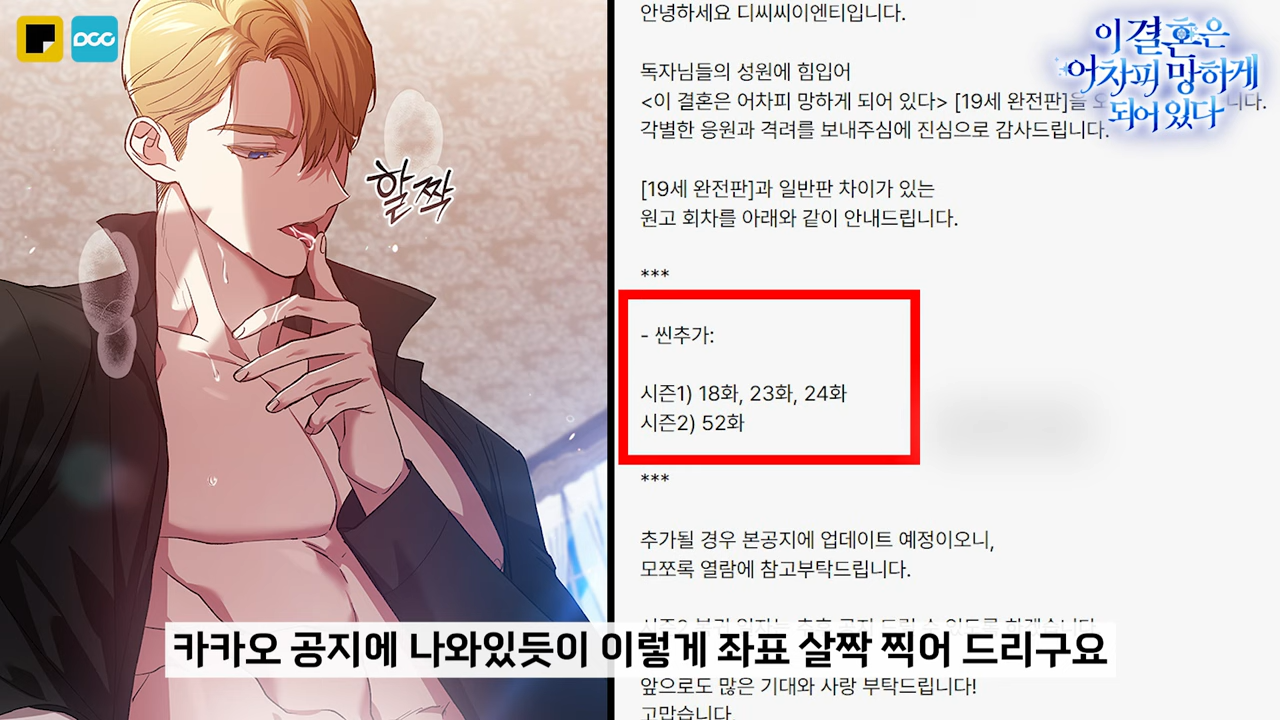 DCC
할짝
안녕하세요 디씨씨이엔티입니다.
이 결혼은
어차피 망하게
되어 있다
독자님들의 성원에 힘입어
<이 결혼은 어차피 망하게 되어 있다> [19세 완전판]을 니다.
각별한 응원과 격려를 보내주심에 진심으로 감사드립니다.
[19세 완전판]과 일반판 차이가 있는
원고 회차를 아래와 같이 안내드립니다.
***
- 씬추가:
시즌1) 18화, 23화, 24화
시즌2) 52화
***
추가될 경우 본공지에 업데이트 예정이오니,
모쪼록 열람에 참고부탁드립니다.
카카오 공지에 나와있듯이 이렇게 좌표 살짝 찍어 드리구요
앞으로도 많은 기대와 사랑 부탁드립니다!
고맙습니다.